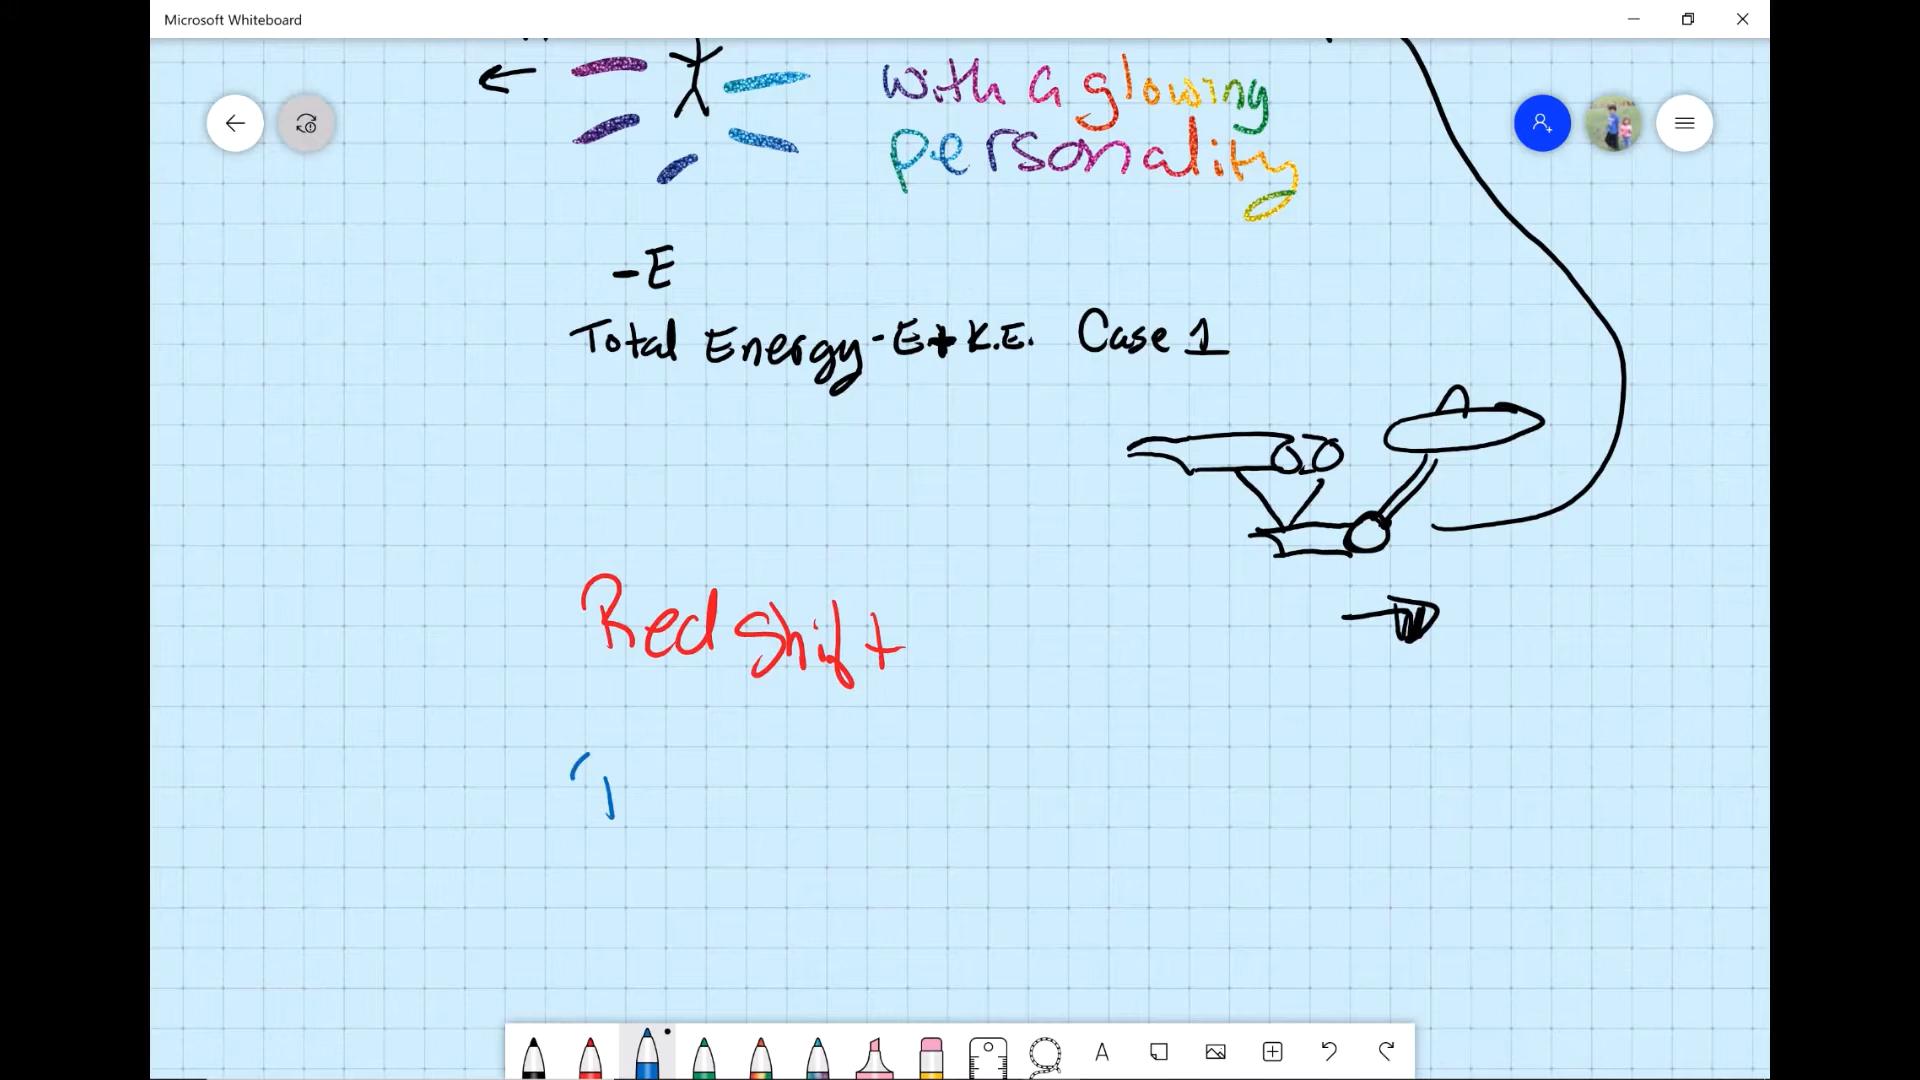 Microsoft Whiteboard
with a glowing
personality
-E
Total Energy - E + K.E. Case 1
Red shift